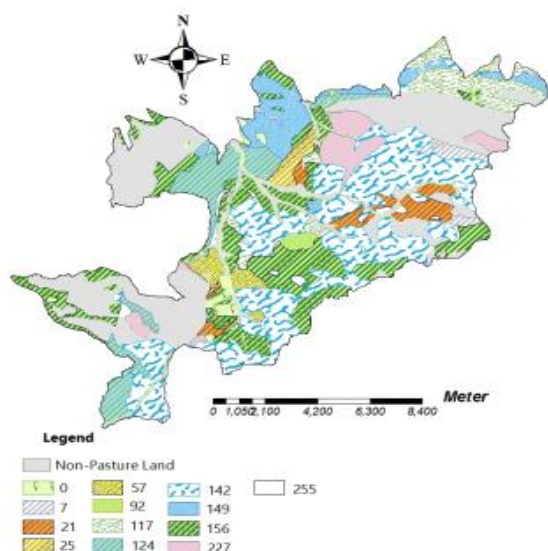 N
W E
S
Meter
0 1,050 2,100 4,200 6,300 8,400
Legend
Non-Pasture Land
0 57 142 255
7 92 149
21 117 156
25 124 227